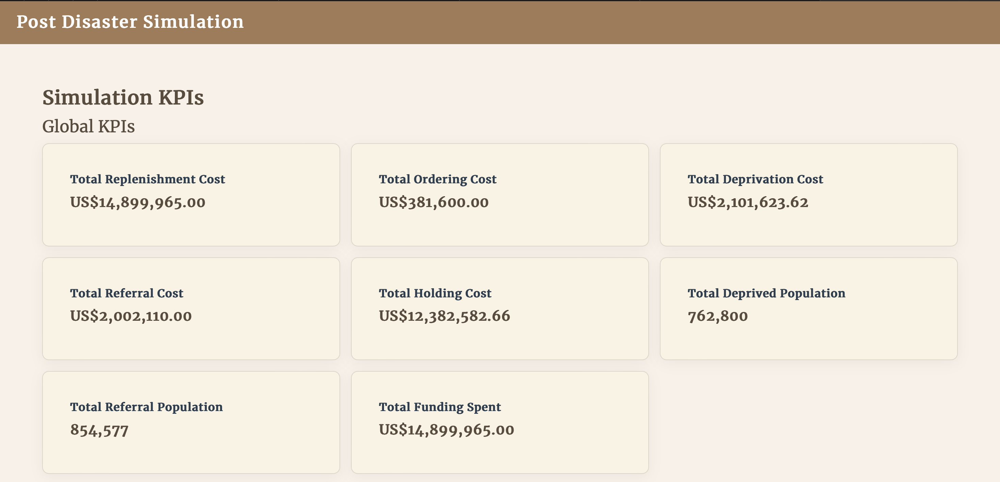 Post Disaster Simulation
Simulation KPIs
Global KPIs
Total Replenishment Cost
US$14,899,965.00
Total Ordering Cost
US$381,600.00
Total Deprivation Cost
US$2,101,623.62
Total Referral Cost
US$2,002,110.00
Total Holding Cost
US$12,382,582.66
Total Deprived Population
762,800
Total Referral Population
854,577
Total Funding Spent
US$14,899,965.00